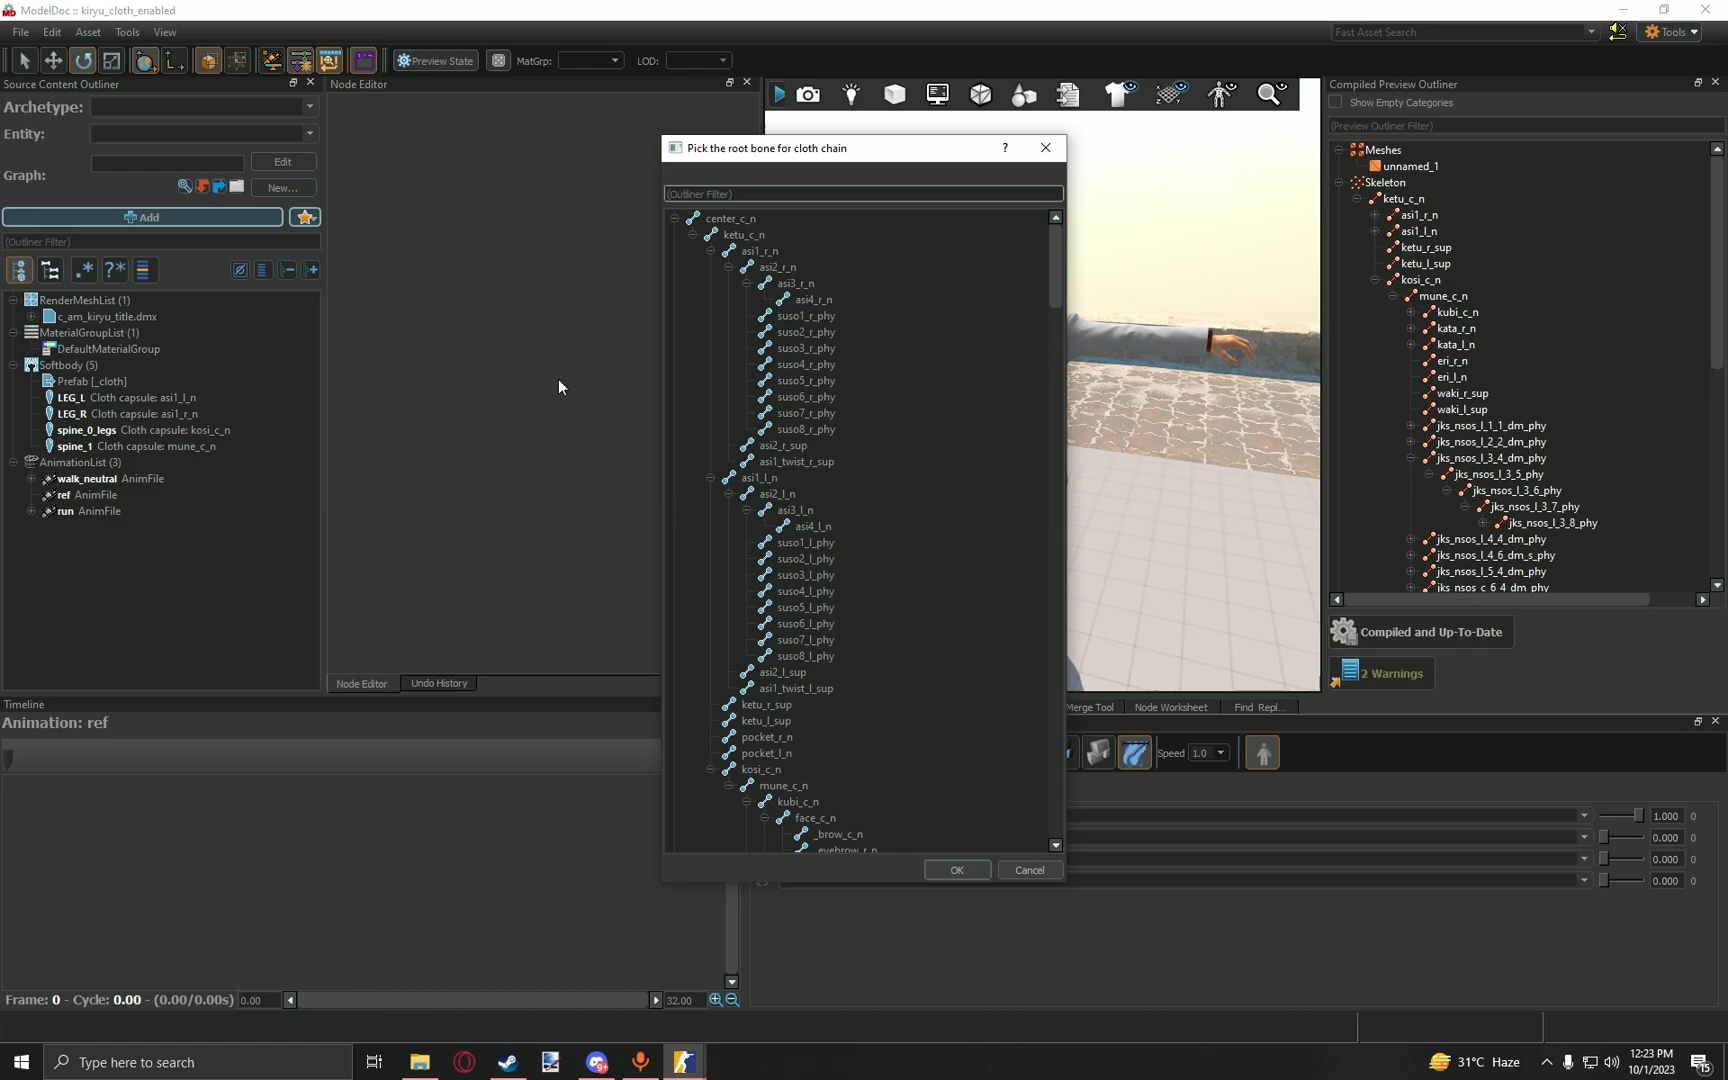 ModelDoc :: kiryu_cloth_enabled
File Edit Asset Tools View
Fast Asset Search
Tools
Preview State
MatGrp:
LOD:
Source Content Outliner
Archetype:
Entity:
Graph:
Edit
New...
Add
(Outliner Filter)
RenderMeshList (1)
c_am_kiryu_title.dmx
MaterialGroupList (1)
DefaultMaterialGroup
Softbody (5)
Prefab [_cloth]
LEG_L Cloth capsule: asi1_l_n
LEG_R Cloth capsule: asi1_r_n
spine_0_legs Cloth capsule: kosi_c_n
spine_1 Cloth capsule: mune_c_n
AnimationList (3)
walk_neutral AnimFile
ref AnimFile
run AnimFile
Node Editor
Node Editor
Undo History
Pick the root bone for cloth chain
?
(Outliner Filter)
center_c_n
ketu_c_n
asi1_r_n
asi2_r_n
asi3_r_n
asi4_r_n
suso1_r_phy
suso2_r_phy
suso3_r_phy
suso4_r_phy
suso5_r_phy
suso6_r_phy
suso7_r_phy
suso8_r_phy
asi2_r_sup
asi1_twist_r_sup
asi1_l_n
asi2_l_n
asi3_l_n
asi4_l_n
suso1_l_phy
suso2_l_phy
suso3_l_phy
suso4_l_phy
suso5_l_phy
suso6_l_phy
suso7_l_phy
suso8_l_phy
asi2_l_sup
asi1_twist_l_sup
ketu_r_sup
ketu_l_sup
pocket_r_n
pocket_l_n
kosi_c_n
mune_c_n
kubi_c_n
face_c_n
_brow_c_n
_eyebrow_r_n
OK
Cancel
Compiled Preview Outliner
Show Empty Categories
(Preview Outliner Filter)
Meshes
unnamed_1
Skeleton
ketu_c_n
asi1_r_n
asi1_l_n
ketu_r_sup
ketu_l_sup
kosi_c_n
mune_c_n
kubi_c_n
kata_r_n
kata_l_n
eri_r_n
eri_l_n
waki_r_sup
waki_l_sup
jks_nsos_l_1_1_dm_phy
jks_nsos_l_2_2_dm_phy
jks_nsos_l_3_4_dm_phy
jks_nsos_l_3_5_phy
jks_nsos_l_3_6_phy
jks_nsos_l_3_7_phy
jks_nsos_l_3_8_phy
jks_nsos_l_4_4_dm_phy
jks_nsos_l_4_6_dm_s_phy
jks_nsos_l_5_4_dm_phy
jks_nsos_c_6_4_dm_phy
Compiled and Up-To-Date
2 Warnings
Merge Tool
Node Worksheet
Find Repl...
Speed 1.0
1.000 0
0.000 0
0.000 0
0.000 0
Timeline
Animation: ref
Frame: 0 - Cycle: 0.00 - (0.00/0.00s) 0.00
32.00
Type here to search
31°C Haze
12:23 PM
10/1/2023
15